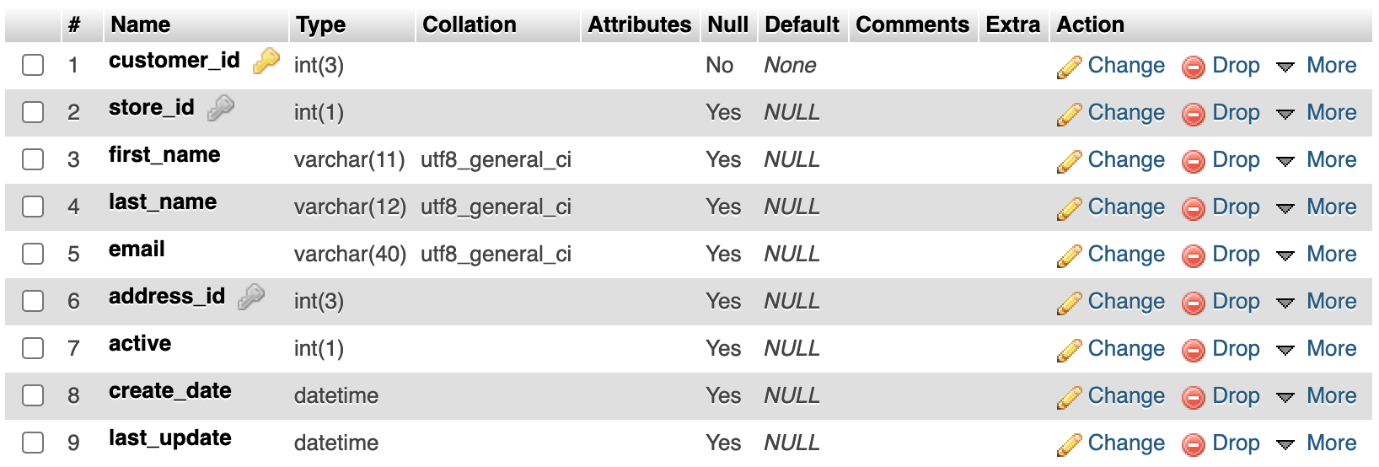 # Name Type Collation Attributes Null Default Comments Extra Action
1 customer_id int(3) No None Change Drop More
2 store_id int(1) Yes NULL Change Drop More
3 first_name varchar(11) utf8_general_ci Yes NULL Change Drop More
4 last_name varchar(12) utf8_general_ci Yes NULL Change Drop More
5 email varchar(40) utf8_general_ci Yes NULL Change Drop More
6 address_id int(3) Yes NULL Change Drop More
7 active int(1) Yes NULL Change Drop More
8 create_date datetime Yes NULL Change Drop More
9 last_update datetime Yes NULL Change Drop More